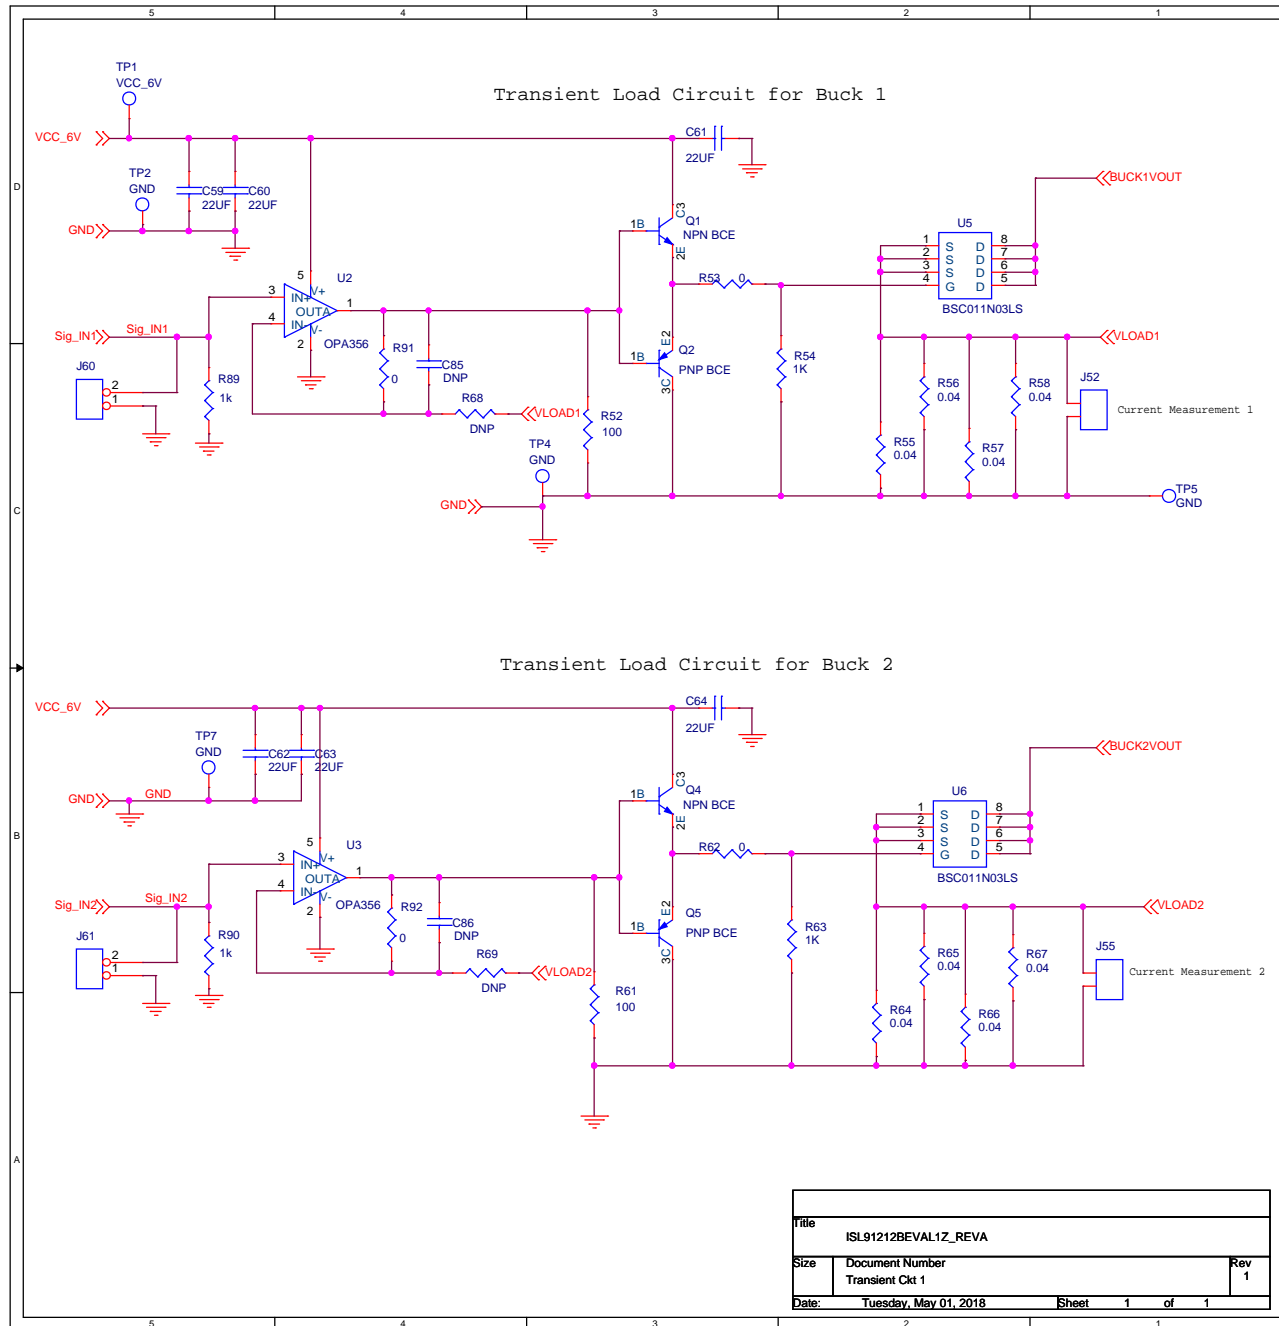 5 4 3 2 1
Transient Load Circuit for Buck 1
TP1
VCC_6V
VCC_6V
TP2
GND
GND
C59
22UF
C60
22UF
C61
22UF
D
U2
5
V+
3
IN+
OUTA
1
4
IN-
V-
2
OPA356
Sig_IN1
Sig_IN1
J60
2
1
R89
1k
R91
0
C85
DNP
R68
DNP
VLOAD1
R52
100
TP4
GND
GND
1B
C3
Q1
NPN BCE
2E
R53 0
1B
E2
Q2
PNP BCE
3C
R54
1K
BUCK1VOUT
U5
1 S D 8
2 S D 7
3 S D 6
4 G D 5
BSC011N03LS
VLOAD1
R55
0.04
R56
0.04
R57
0.04
R58
0.04
J52
Current Measurement 1
TP5
GND
C
Transient Load Circuit for Buck 2
VCC_6V
TP7
GND
GND
GND
C62
22UF
C63
22UF
C64
22UF
B
U3
5
V+
3
IN+
OUTA
1
4
IN-
V-
2
OPA356
Sig_IN2
Sig_IN2
J61
2
1
R90
1k
R92
0
C86
DNP
R69
DNP
VLOAD2
R61
100
1B
C3
Q4
NPN BCE
2E
R62 0
1B
E2
Q5
PNP BCE
3C
R63
1K
BUCK2VOUT
U6
1 S D 8
2 S D 7
3 S D 6
4 G D 5
BSC011N03LS
VLOAD2
R64
0.04
R65
0.04
R66
0.04
R67
0.04
J55
Current Measurement 2
A
Title
ISL91212BEVAL1Z_REVA
Size Document Number Rev
Transient Ckt 1 1
Date: Tuesday, May 01, 2018 Sheet 1 of 1
5 4 3 2 1